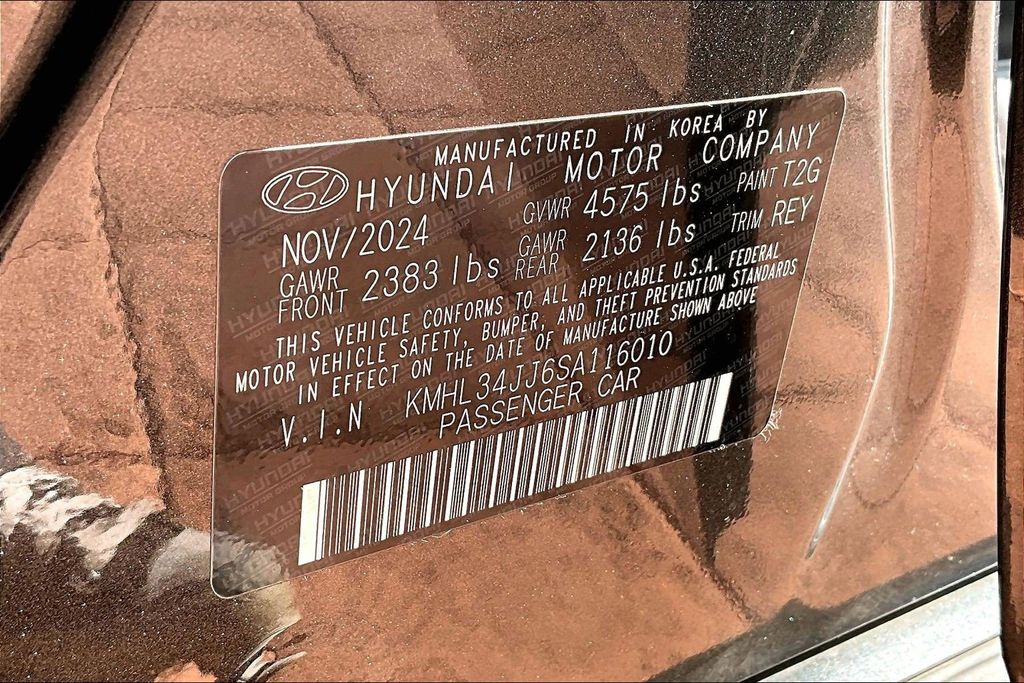 MANUFACTURED IN KOREA BY
HYUNDAI MOTOR COMPANY
NOV/2024 GVWR 4575 lbs PAINT T2G
GAWR FRONT 2383 lbs GAWR REAR 2136 lbs TRIM REY
THIS VEHICLE CONFORMS TO ALL APPLICABLE U.S.A. FEDERAL
MOTOR VEHICLE SAFETY, BUMPER, AND THEFT PREVENTION STANDARDS
IN EFFECT ON THE DATE OF MANUFACTURE SHOWN ABOVE
V.I.N KMHL34JJ6SA116010
PASSENGER CAR